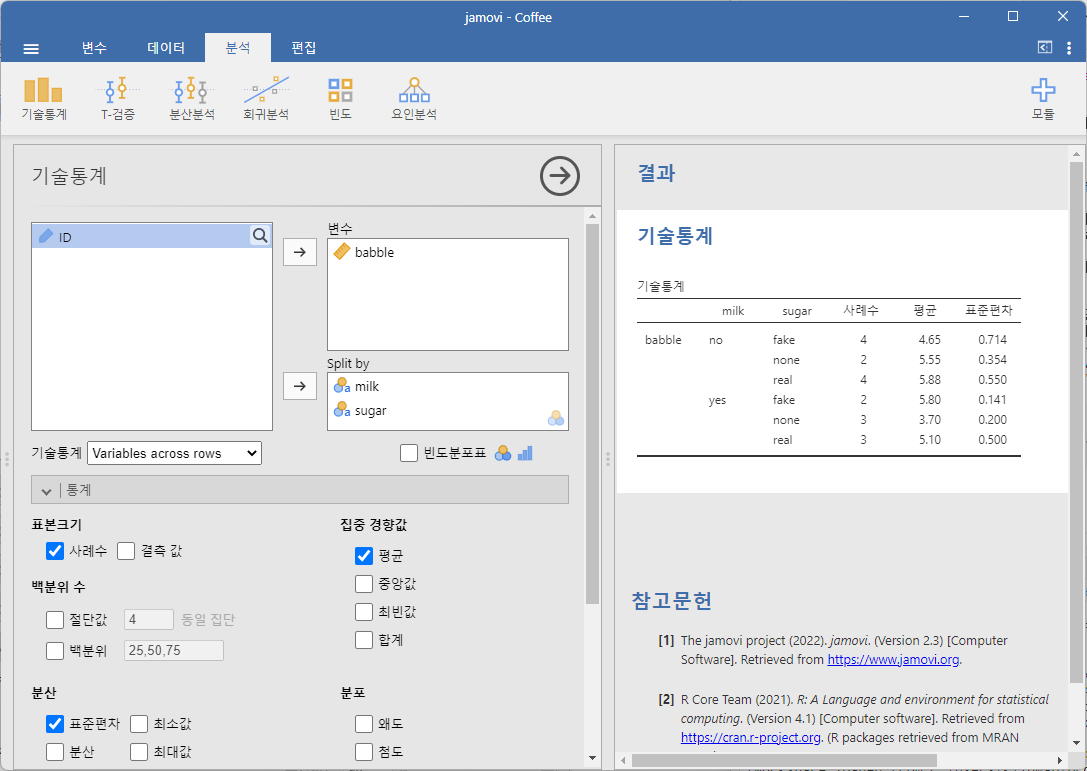 jamovi - Coffee
변수 데이터 분석 편집
기술통계 T-검증 분산분석 회귀분석 빈도 요인분석 모듈
기술통계
ID
변수
babble
Split by
milk
sugar
기술통계 Variables across rows 빈도분포표
통계
표본크기
사례수 결측 값
백분위 수
절단값 4 동일 집단
백분위 25,50,75
집중 경향값
평균
중앙값
최빈값
합계
분산
표준편차 최소값
분산 최대값
분포
왜도
첨도
결과
기술통계
기술통계
milk sugar 사례수 평균 표준편차
babble no fake 4 4.65 0.714
none 2 5.55 0.354
real 4 5.88 0.550
yes fake 2 5.80 0.141
none 3 3.70 0.200
real 3 5.10 0.500
참고문헌
[1] The jamovi project (2022). jamovi. (Version 2.3) [Computer
Software]. Retrieved from https://www.jamovi.org.
[2] R Core Team (2021). R: A Language and environment for statistical
computing. (Version 4.1) [Computer software]. Retrieved from
https://cran.r-project.org. (R packages retrieved from MRAN